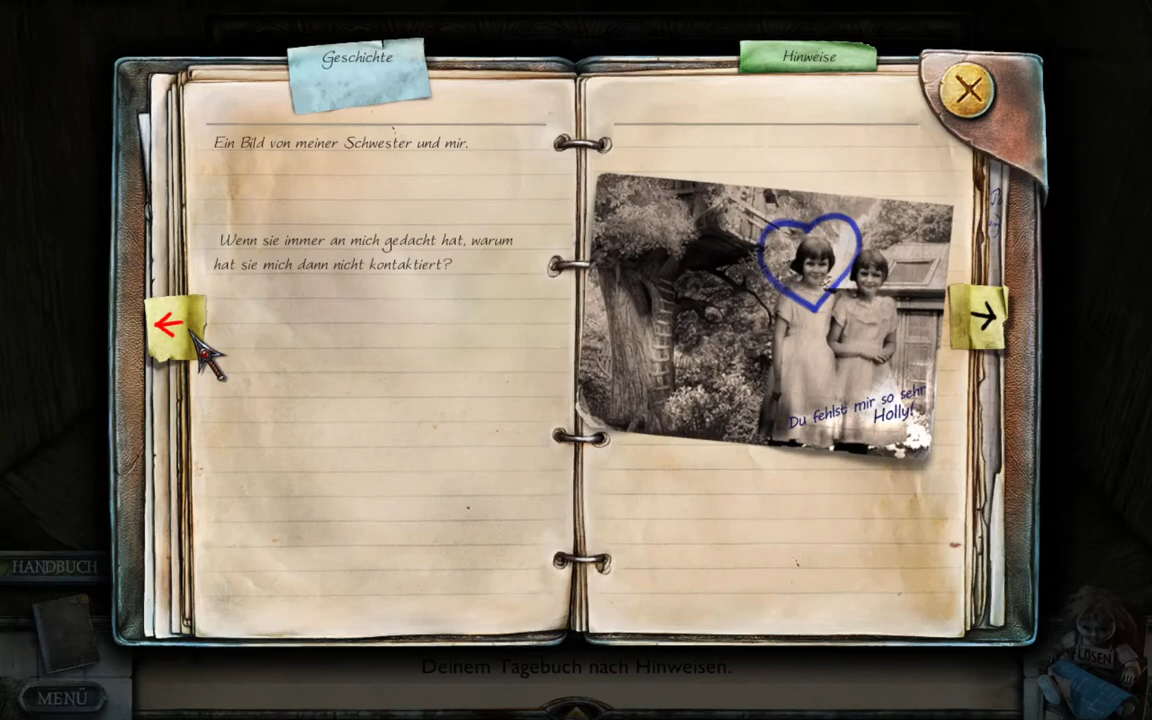 Geschichte
Hinweise
Ein Bild von meiner Schwester und mir.
Wenn sie immer an mich gedacht hat, warum
hat sie mich dann nicht kontaktiert?
Du fehlst mir so sehr
Holly!
HANDBUCH
LÖSEN
Deinem Tagebuch nach Hinweisen.
MENÜ